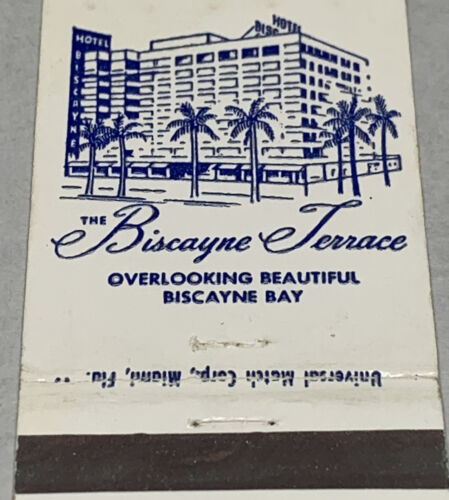 HOTEL
HOTEL
BISCAYNE
THE Biscayne Terrace
OVERLOOKING BEAUTIFUL
BISCAYNE BAY
Universal Match Corp., Miami, Fla.